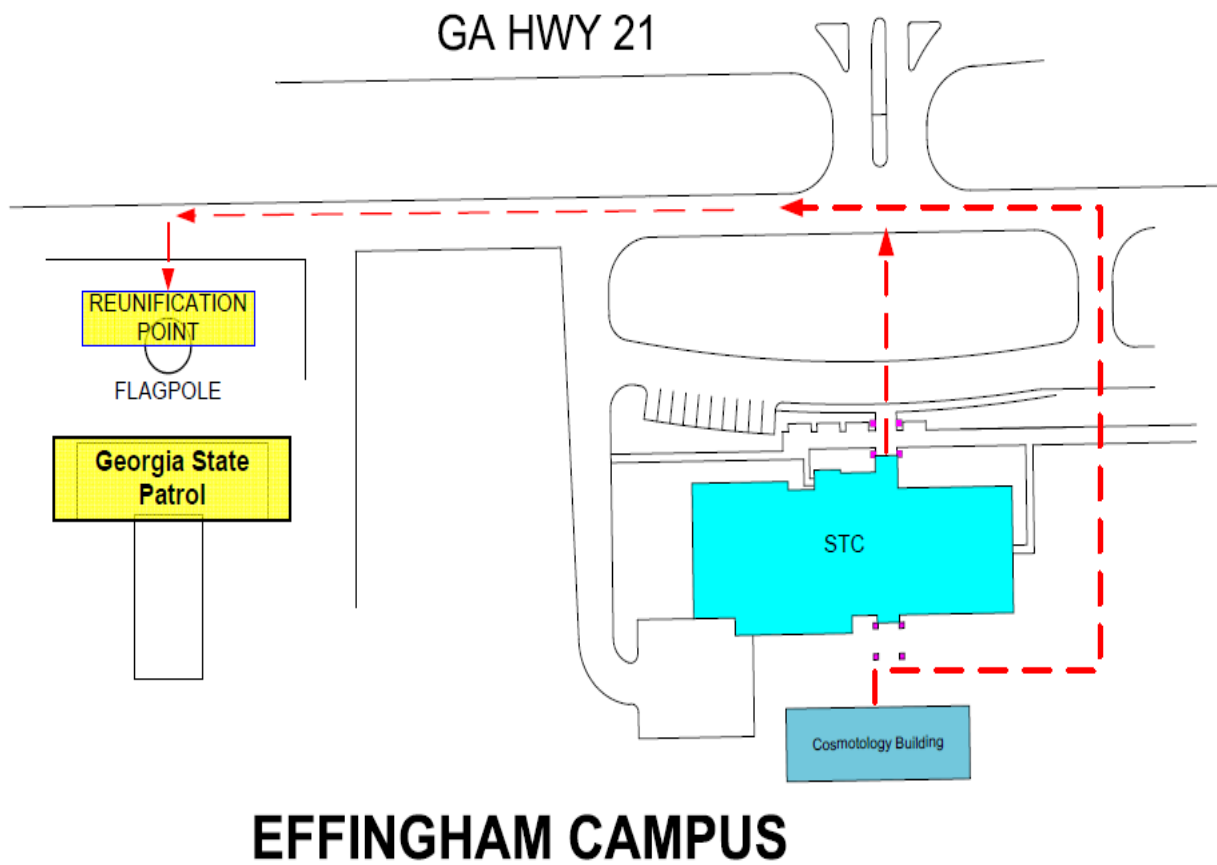 GA HWY 21
REUNIFICATION
POINT
FLAGPOLE
Georgia State
Patrol
STC
Cosmotology Building
EFFINGHAM CAMPUS